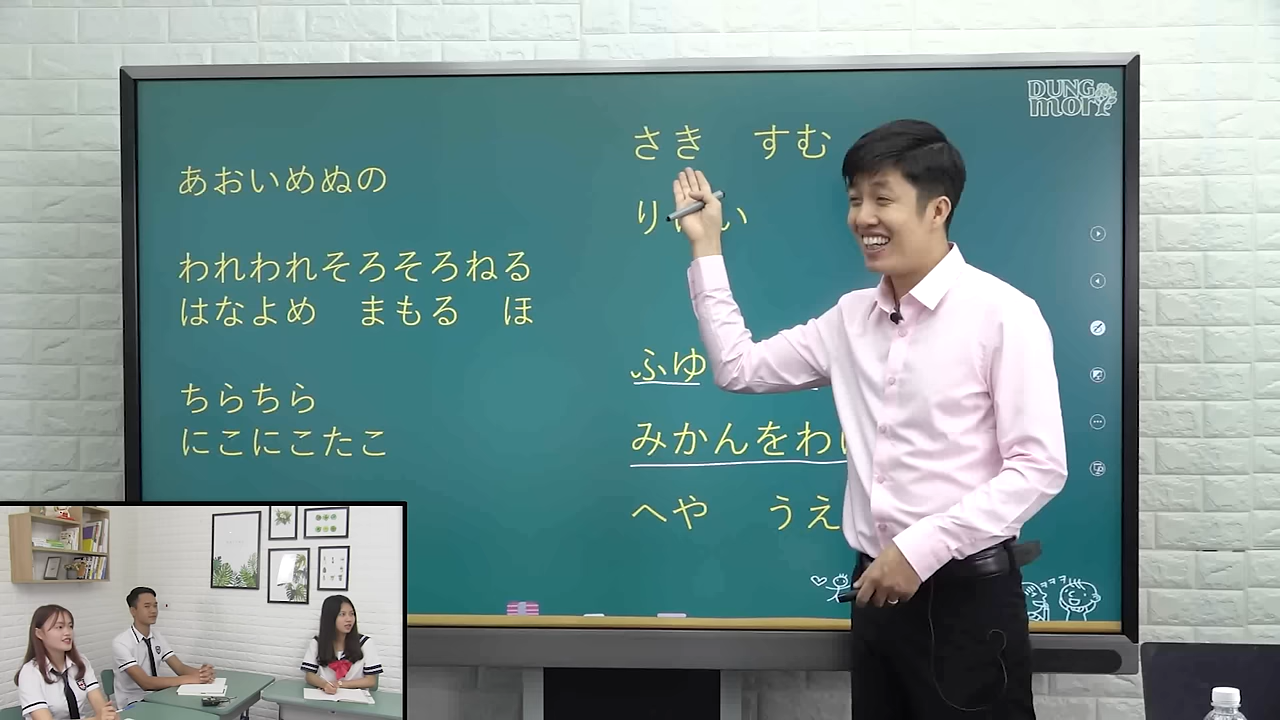 あおいめぬの
われわれそろそろねる
はなよめ　まもる　ほ
ちらちら
にこにこたこ
さき　すむ
ふゆ
みかんをわ
へや　うえ
DUNG
mori